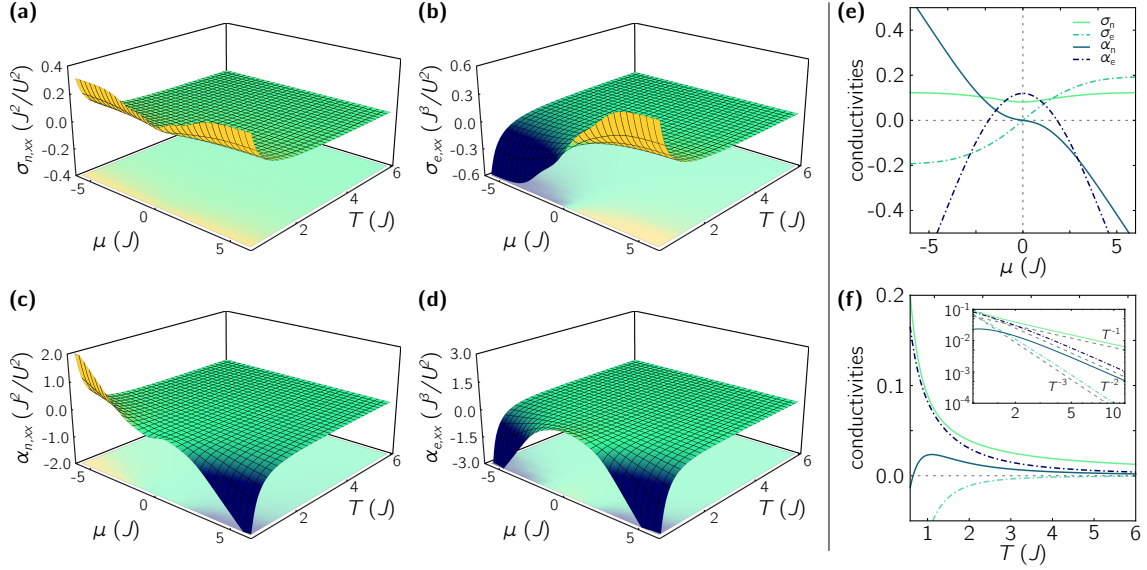 (a)
0.4
0.2
0.0
-0.2
-0.4
σn,xx (J²/U²)
-5
0
5
μ (J)
2
4
6
T (J)
(b)
0.6
0.3
0.0
-0.3
-0.6
σe,xx (J³/U²)
-5
0
5
μ (J)
2
4
6
T (J)
(c)
2.0
1.0
0.0
-1.0
-2.0
αn,xx (J²/U²)
-5
0
5
μ (J)
2
4
6
T (J)
(d)
3.0
1.5
0.0
-1.5
-3.0
αe,xx (J³/U²)
-5
0
5
μ (J)
2
4
6
T (J)
(e)
0.4
0.2
0.0
-0.2
-0.4
conductivities
σn
σe
αn
αe
-5
0
5
μ (J)
(f)
0.2
0.1
0.0
conductivities
10⁻¹
10⁻²
10⁻³
10⁻⁴
T⁻¹
T⁻³
T⁻²
2
5
10
1
2
3
4
5
6
T (J)